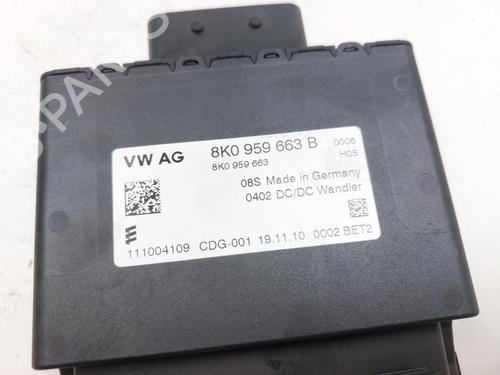 VW AG 8K0 959 663 B 0006
8K0 959 663 H05
08S Made in Germany
0402 DC/DC Wandler
111004109 CDG-001 19.11.10 0002 BET2